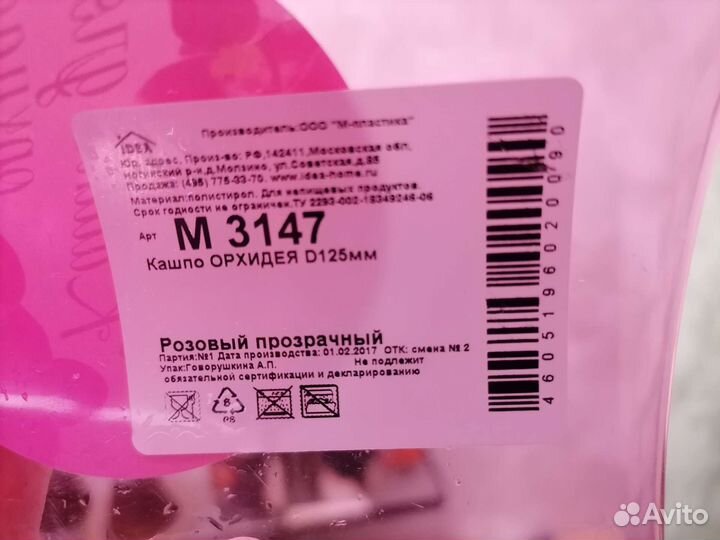 IDEA
Производитель:ООО "М-пластика"
Юр. адрес, Произ-во: РФ,142411,Московская обл,
Ногинский р-н,д.Молзино, ул.Советская,д.85
Продажа: (495) 775-33-70. www.idea-home.ru
Материал:полистирол. Для непищевых продуктов.
Срок годности не ограничен.ТУ 2293-002-18349246-06
Арт М 3147
Кашпо ОРХИДЕЯ D125мм
Розовый прозрачный
Партия:№1 Дата производства: 01.02.2017 ОТК: смена № 2
Упак:Говорушкина А.П. Не подлежит
обязательной сертификации и декларированию
PS
4605196020090
Кашпо
Avito